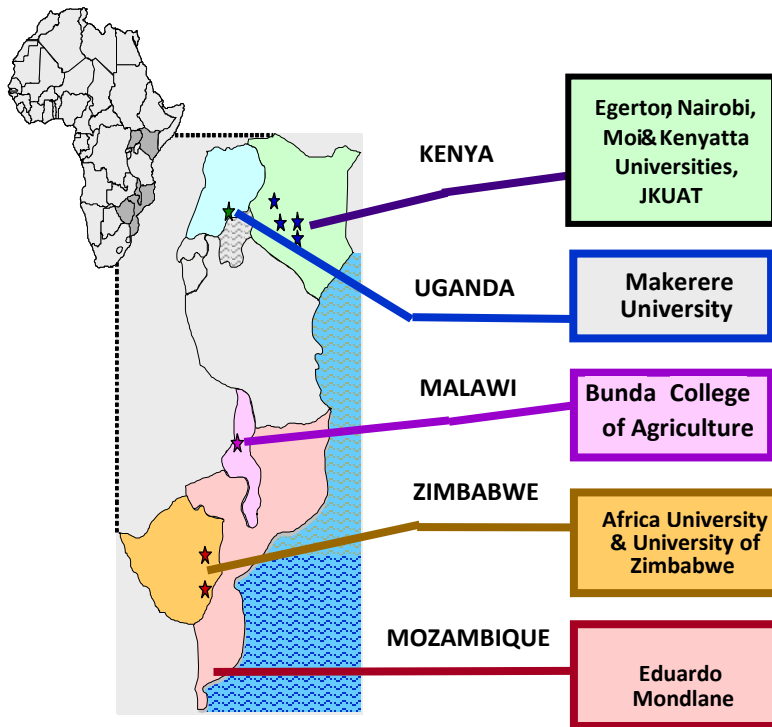 KENYA
Egerton, Nairobi,
Moi& Kenyatta
Universities,
JKUAT
UGANDA
Makerere
University
MALAWI
Bunda College
of Agriculture
ZIMBABWE
Africa University
& University of
Zimbabwe
MOZAMBIQUE
Eduardo
Mondlane